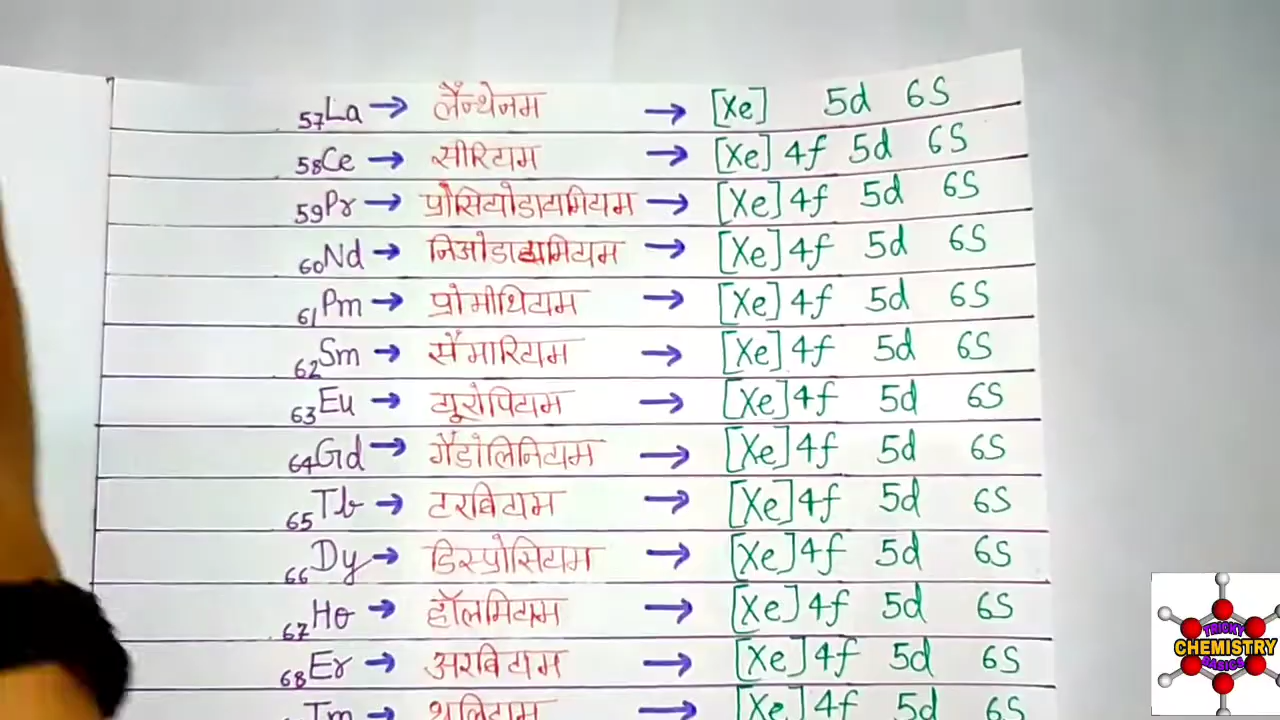 57La → लैंन्थेनम → [Xe] 5d 6S
58Ce → सीरियम → [Xe] 4f 5d 6S
59Pr → प्रोसियोडायमियम → [Xe] 4f 5d 6S
60Nd → निओडायमियम → [Xe] 4f 5d 6S
61Pm → प्रोमीथियम → [Xe] 4f 5d 6S
62Sm → सैंमारियम → [Xe] 4f 5d 6S
63Eu → यूरोपियम → [Xe] 4f 5d 6S
64Gd → गैंडोलिनियम → [Xe] 4f 5d 6S
65Tb → टरबियम → [Xe] 4f 5d 6S
66Dy → डिस्प्रोसियम → [Xe] 4f 5d 6S
67Ho → हॉलमियम → [Xe] 4f 5d 6S
68Er → अरबियम → [Xe] 4f 5d 6S
Tm → थुलियम → [Xe] 4f 5d 6S
TRICKY
CHEMISTRY
BASICS